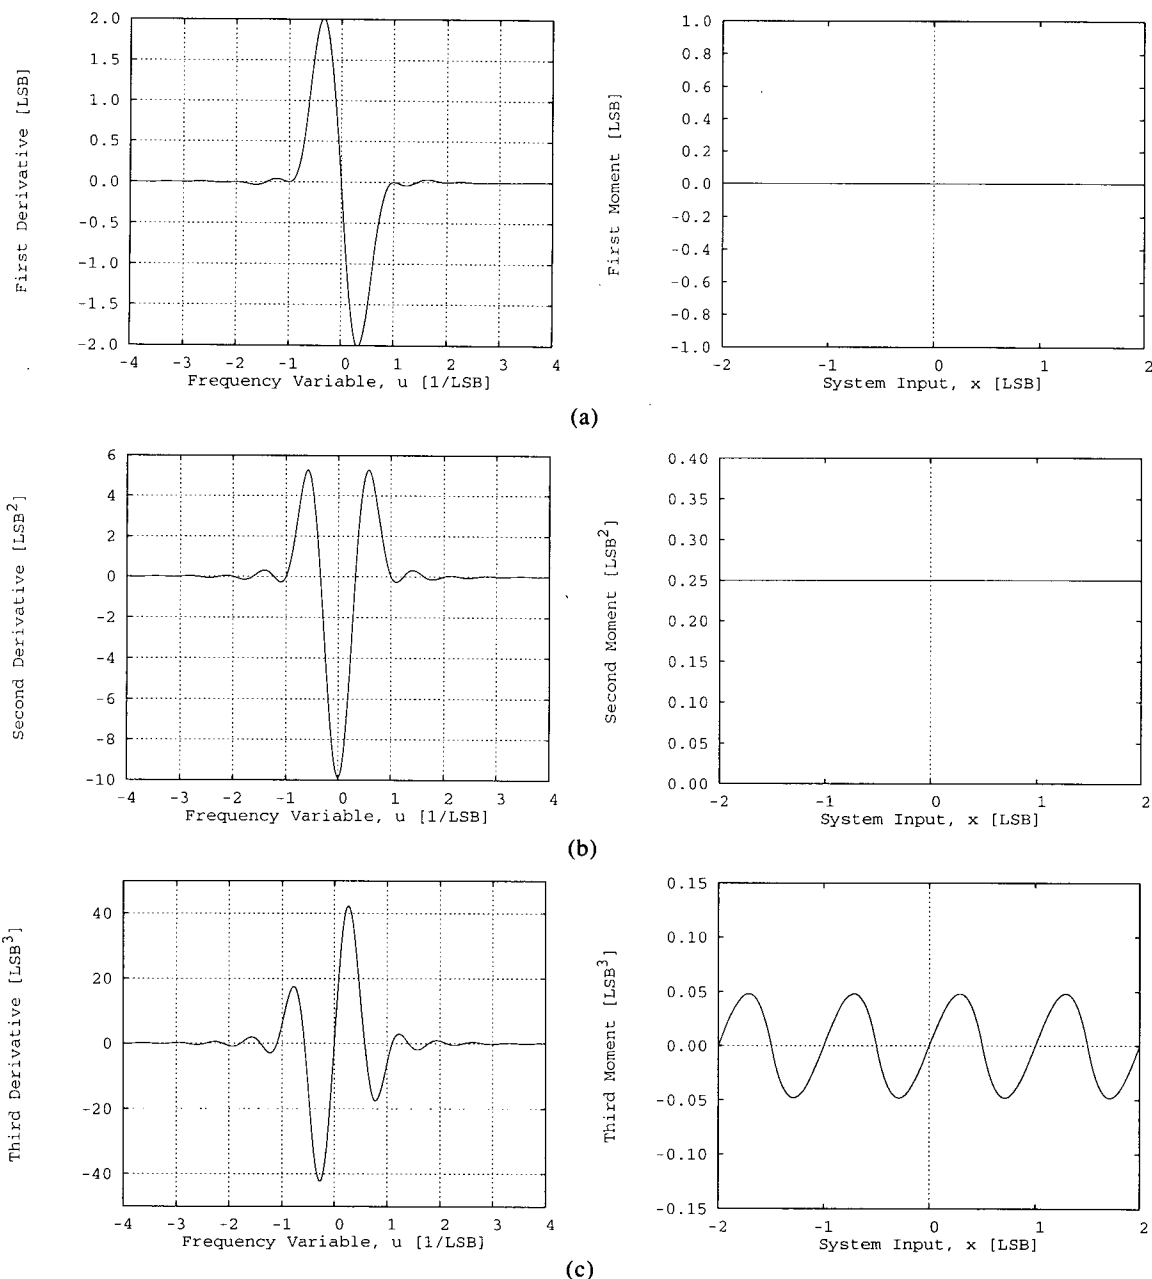 First Derivative [LSB]
2.0
1.5
1.0
0.5
0.0
-0.5
-1.0
-1.5
-2.0
-4 -3 -2 -1 0 1 2 3 4
Frequency Variable, u [1/LSB]
First Moment [LSB]
1.0
0.8
0.6
0.4
0.2
0.0
-0.2
-0.4
-0.6
-0.8
-1.0
-2 -1 0 1 2
System Input, x [LSB]
(a)
Second Derivative [LSB²]
6
4
2
0
-2
-4
-6
-8
-10
-4 -3 -2 -1 0 1 2 3 4
Frequency Variable, u [1/LSB]
Second Moment [LSB²]
0.40
0.35
0.30
0.25
0.20
0.15
0.10
0.05
0.00
-2 -1 0 1 2
System Input, x [LSB]
(b)
Third Derivative [LSB³]
40
20
0
-20
-40
-4 -3 -2 -1 0 1 2 3 4
Frequency Variable, u [1/LSB]
Third Moment [LSB³]
0.15
0.10
0.05
0.00
-0.05
-0.10
-0.15
-2 -1 0 1 2
System Input, x [LSB]
(c)